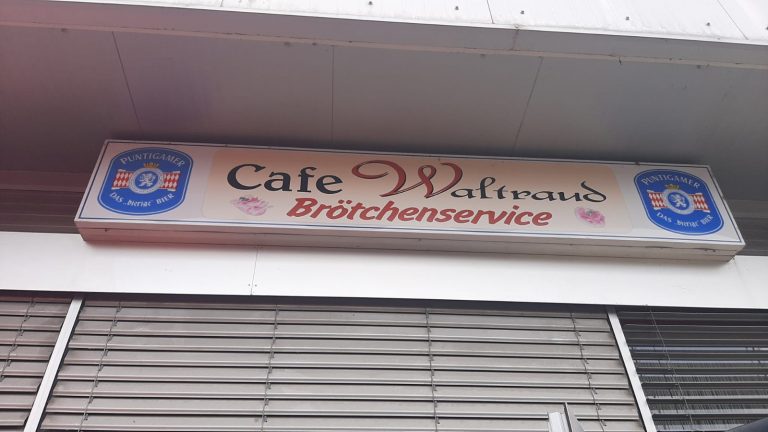 PUNTIGAMER
DAS „bierige" BIER
Cafe Waltraud
Brötchenservice
PUNTIGAMER
DAS „bierige" BIER